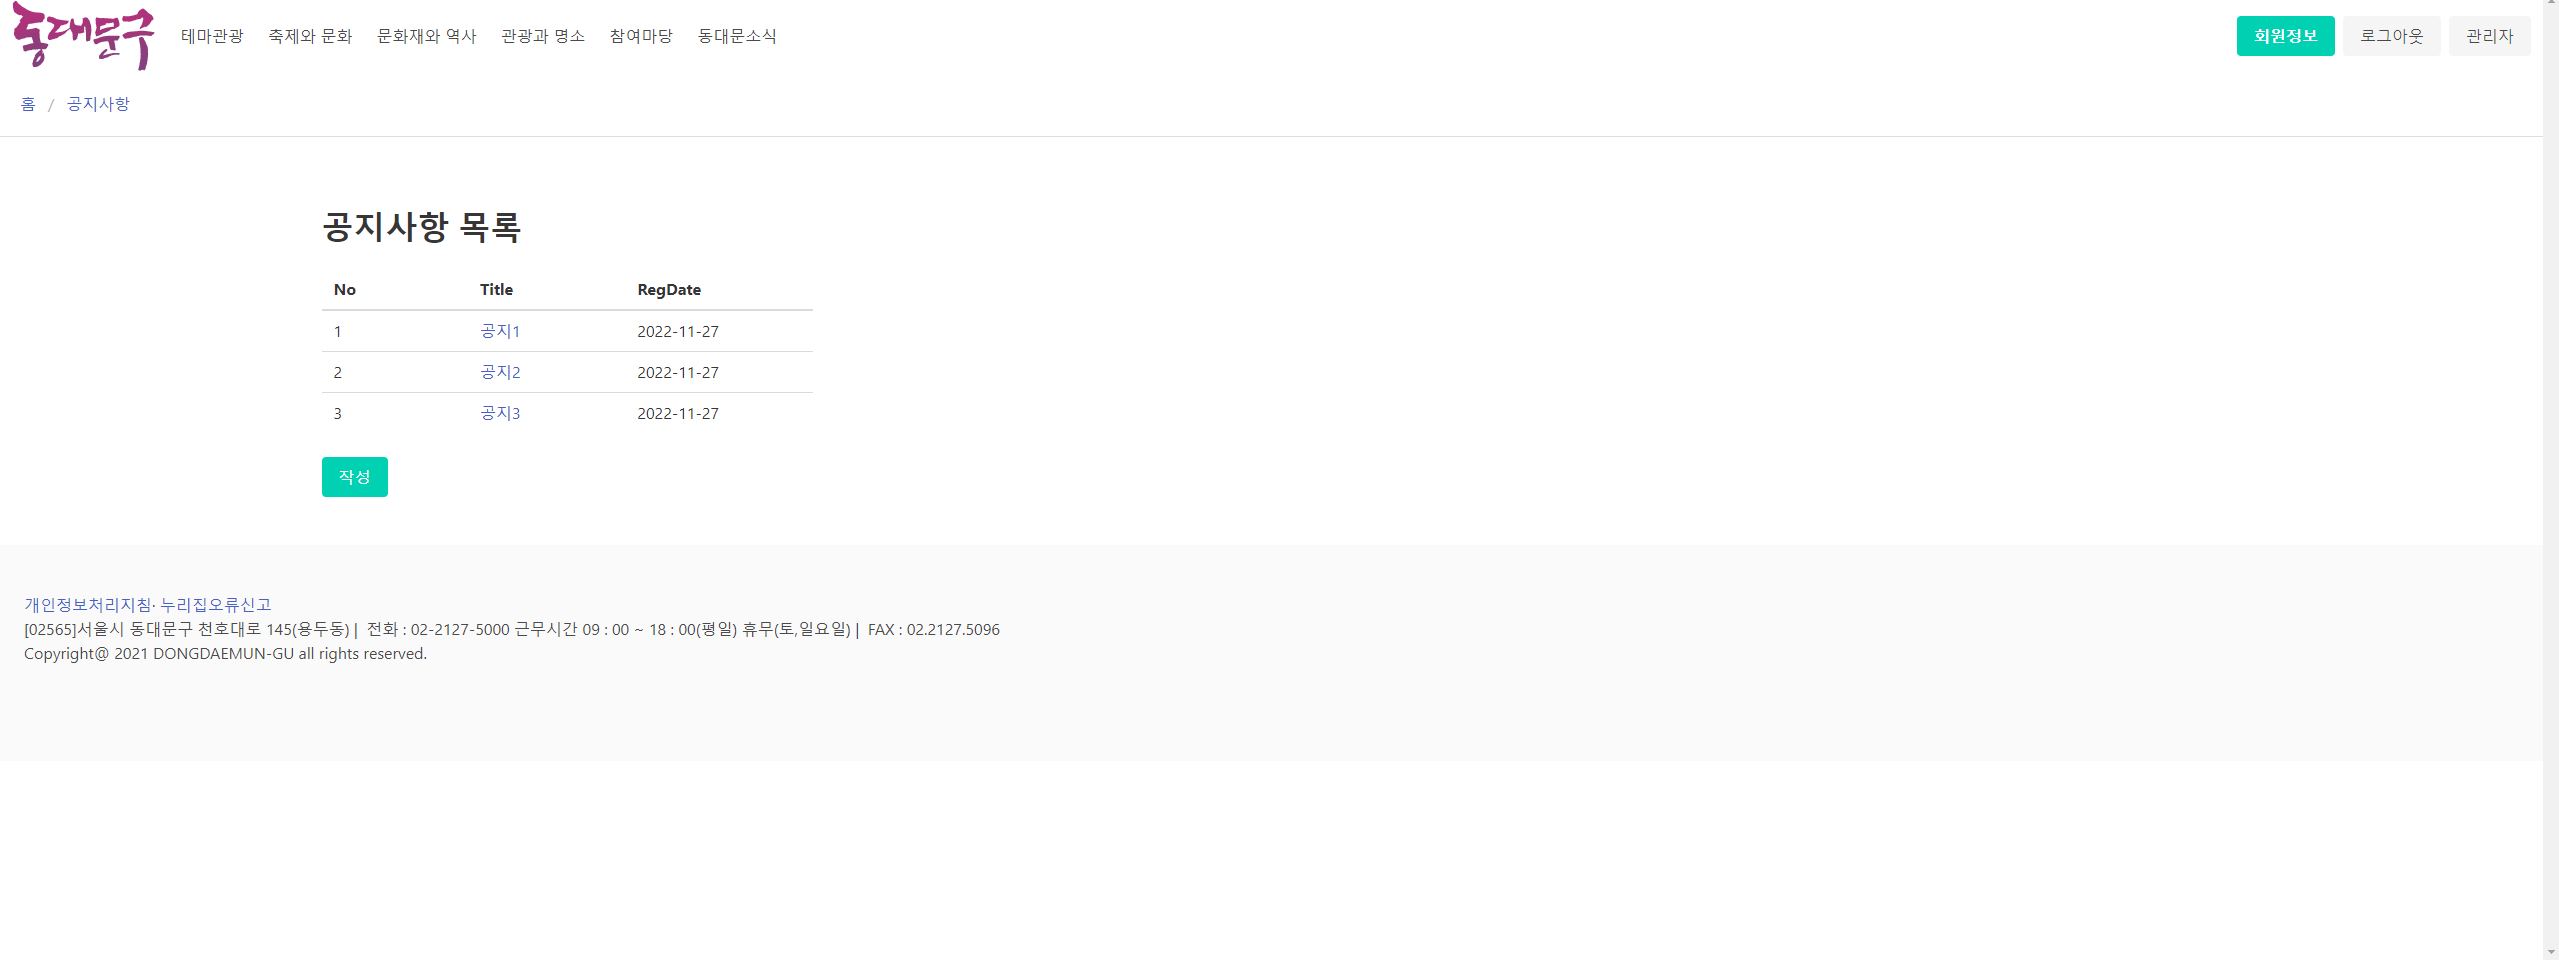 동대문구 테마관광 축제와 문화 문화재와 역사 관광과 명소 참여마당 동대문소식 회원정보 로그아웃 관리자
홈 / 공지사항
공지사항 목록
No Title RegDate
1 공지1 2022-11-27
2 공지2 2022-11-27
3 공지3 2022-11-27
작성
개인정보처리지침· 누리집오류신고
[02565]서울시 동대문구 천호대로 145(용두동) | 전화 : 02-2127-5000 근무시간 09 : 00 ~ 18 : 00(평일) 휴무(토,일요일) | FAX : 02.2127.5096
Copyright@ 2021 DONGDAEMUN-GU all rights reserved.